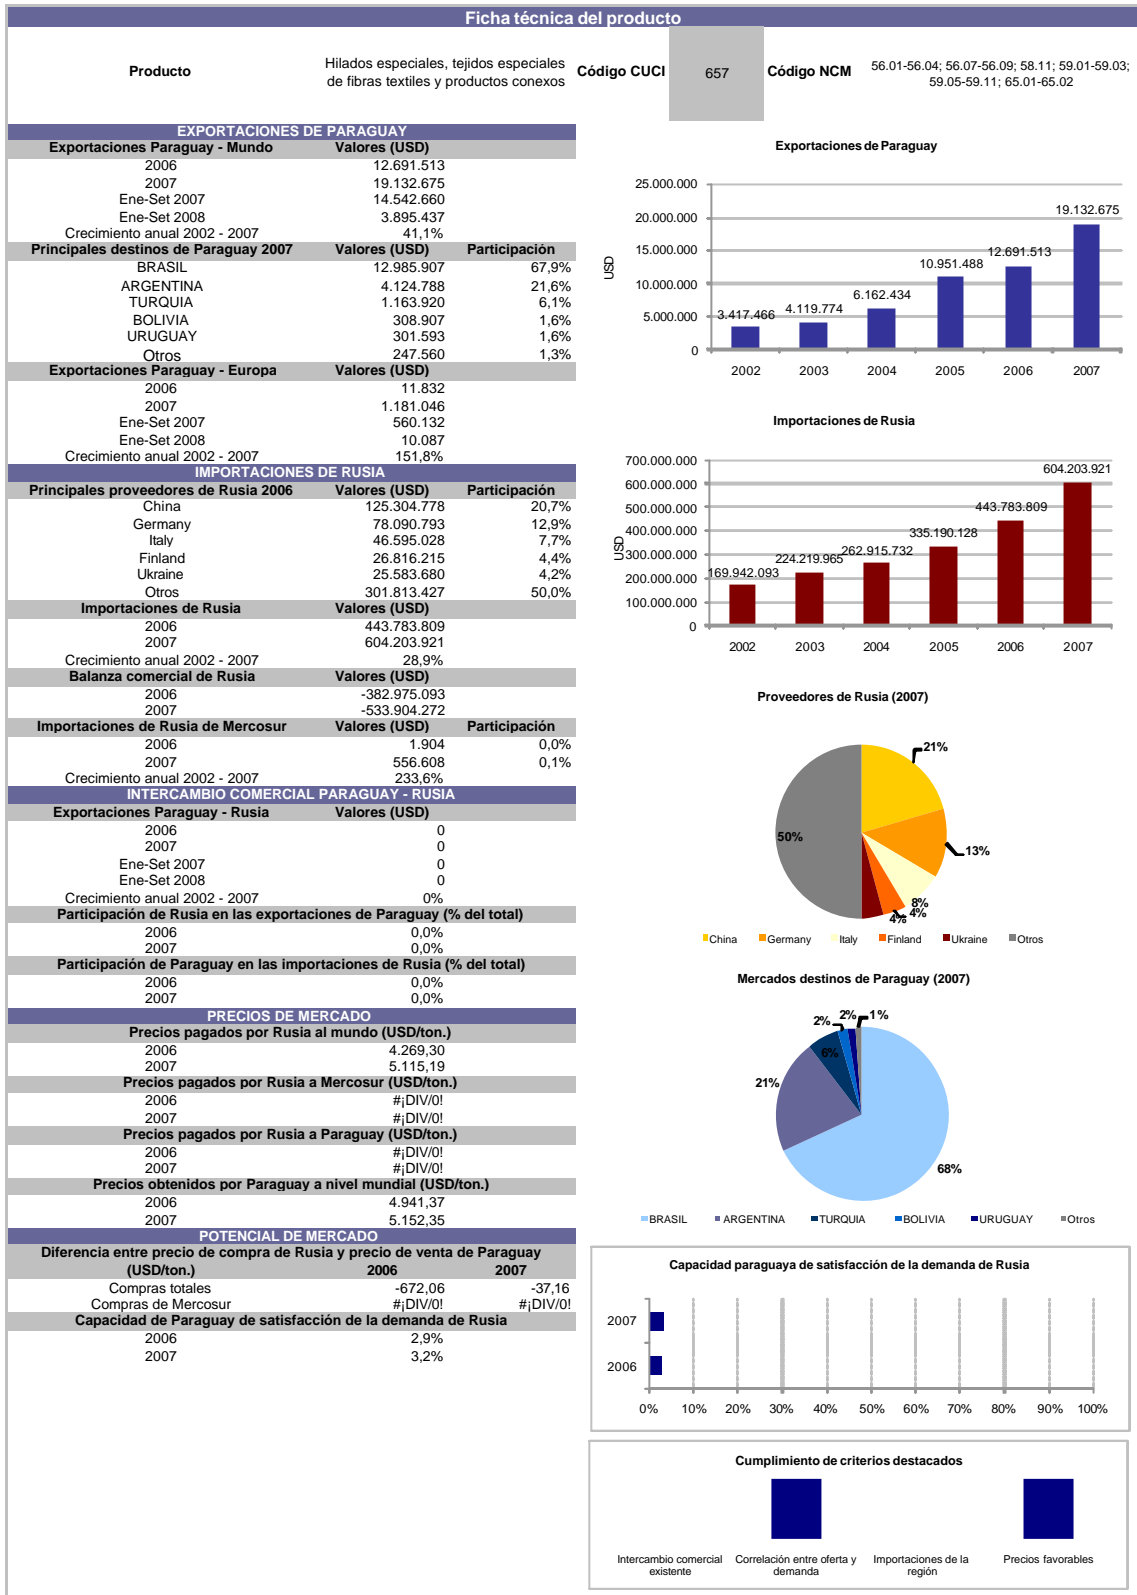 Ficha técnica del producto
Producto
Hilados especiales, tejidos especiales de fibras textiles y productos conexos
Código CUCI
657
Código NCM
56.01-56.04; 56.07-56.09; 58.11; 59.01-59.03; 59.05-59.11; 65.01-65.02
EXPORTACIONES DE PARAGUAY
Exportaciones Paraguay - Mundo Valores (USD)
2006 12.691.513
2007 19.132.675
Ene-Set 2007 14.542.660
Ene-Set 2008 3.895.437
Crecimiento anual 2002 - 2007 41,1%
Principales destinos de Paraguay 2007 Valores (USD) Participación
BRASIL 12.985.907 67,9%
ARGENTINA 4.124.788 21,6%
TURQUIA 1.163.920 6,1%
BOLIVIA 308.907 1,6%
URUGUAY 301.593 1,6%
Otros 247.560 1,3%
Exportaciones Paraguay - Europa Valores (USD)
2006 11.832
2007 1.181.046
Ene-Set 2007 560.132
Ene-Set 2008 10.087
Crecimiento anual 2002 - 2007 151,8%
IMPORTACIONES DE RUSIA
Principales proveedores de Rusia 2006 Valores (USD) Participación
China 125.304.778 20,7%
Germany 78.090.793 12,9%
Italy 46.595.028 7,7%
Finland 26.816.215 4,4%
Ukraine 25.583.680 4,2%
Otros 301.813.427 50,0%
Importaciones de Rusia Valores (USD)
2006 443.783.809
2007 604.203.921
Crecimiento anual 2002 - 2007 28,9%
Balanza comercial de Rusia Valores (USD)
2006 -382.975.093
2007 -533.904.272
Importaciones de Rusia de Mercosur Valores (USD) Participación
2006 1.904 0,0%
2007 556.608 0,1%
Crecimiento anual 2002 - 2007 233,6%
INTERCAMBIO COMERCIAL PARAGUAY - RUSIA
Exportaciones Paraguay - Rusia Valores (USD)
2006 0
2007 0
Ene-Set 2007 0
Ene-Set 2008 0
Crecimiento anual 2002 - 2007 0%
Participación de Rusia en las exportaciones de Paraguay (% del total)
2006 0,0%
2007 0,0%
Participación de Paraguay en las importaciones de Rusia (% del total)
2006 0,0%
2007 0,0%
PRECIOS DE MERCADO
Precios pagados por Rusia al mundo (USD/ton.)
2006 4.269,30
2007 5.115,19
Precios pagados por Rusia a Mercosur (USD/ton.)
2006 #¡DIV/0!
2007 #¡DIV/0!
Precios pagados por Rusia a Paraguay (USD/ton.)
2006 #¡DIV/0!
2007 #¡DIV/0!
Precios obtenidos por Paraguay a nivel mundial (USD/ton.)
2006 4.941,37
2007 5.152,35
POTENCIAL DE MERCADO
Diferencia entre precio de compra de Rusia y precio de venta de Paraguay
(USD/ton.) 2006 2007
Compras totales -672,06 -37,16
Compras de Mercosur #¡DIV/0! #¡DIV/0!
Capacidad de Paraguay de satisfacción de la demanda de Rusia
2006 2,9%
2007 3,2%
Exportaciones de Paraguay
USD
25.000.000
20.000.000
15.000.000
10.000.000
5.000.000
0
3.417.466 4.119.774 6.162.434 10.951.488 12.691.513 19.132.675
2002 2003 2004 2005 2006 2007
Importaciones de Rusia
USD
700.000.000
600.000.000
500.000.000
400.000.000
300.000.000
200.000.000
100.000.000
0
169.942.093 224.219.965 262.915.732 335.190.128 443.783.809 604.203.921
2002 2003 2004 2005 2006 2007
Proveedores de Rusia (2007)
21%
13%
8%
4%
4%
50%
China Germany Italy Finland Ukraine Otros
Mercados destinos de Paraguay (2007)
2% 2% 1%
6%
21%
68%
BRASIL ARGENTINA TURQUIA BOLIVIA URUGUAY Otros
Capacidad paraguaya de satisfacción de la demanda de Rusia
2007
2006
0% 10% 20% 30% 40% 50% 60% 70% 80% 90% 100%
Cumplimiento de criterios destacados
Intercambio comercial existente
Correlación entre oferta y demanda
Importaciones de la región
Precios favorables